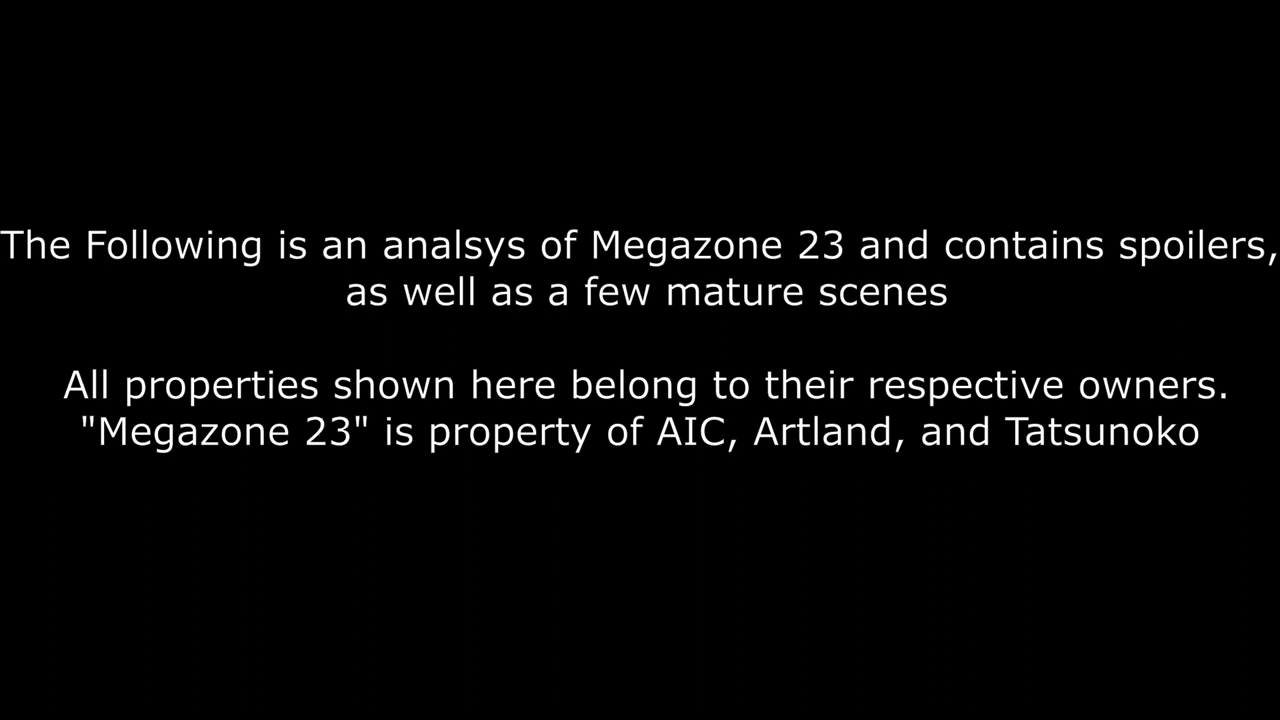 The Following is an analsys of Megazone 23 and contains spoilers,
as well as a few mature scenes
All properties shown here belong to their respective owners.
"Megazone 23" is property of AIC, Artland, and Tatsunoko